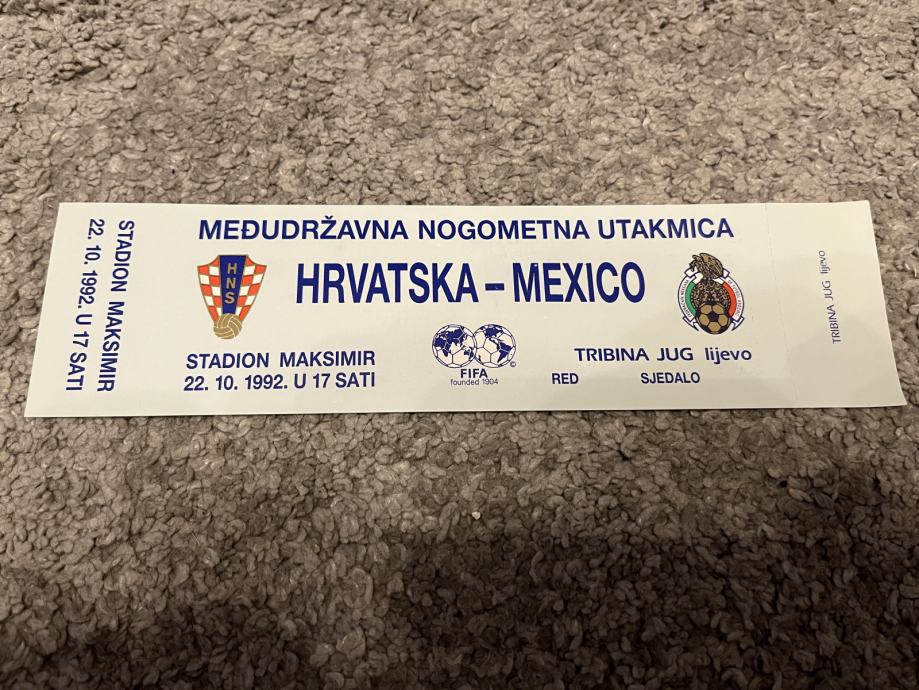 STADION MAKSIMIR
22. 10. 1992. U 17 SATI
MEĐUDRŽAVNA NOGOMETNA UTAKMICA
HRVATSKA - MEXICO
HNS
STADION MAKSIMIR
22. 10. 1992. U 17 SATI
©
FIFA
founded 1904
TRIBINA JUG lijevo
RED SJEDALO
TRIBINA JUG lijevo